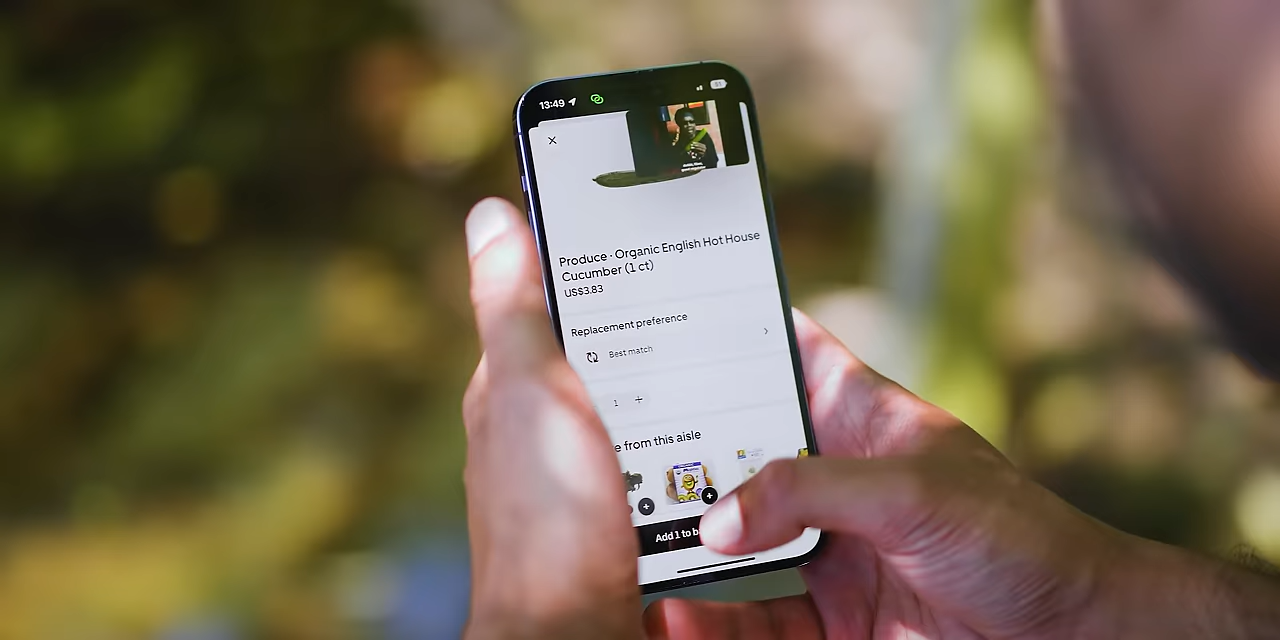 13:49
Produce · Organic English Hot House
Cucumber (1 ct)
US$3.83
Replacement preference
Best match
1
from this aisle
Add 1 to